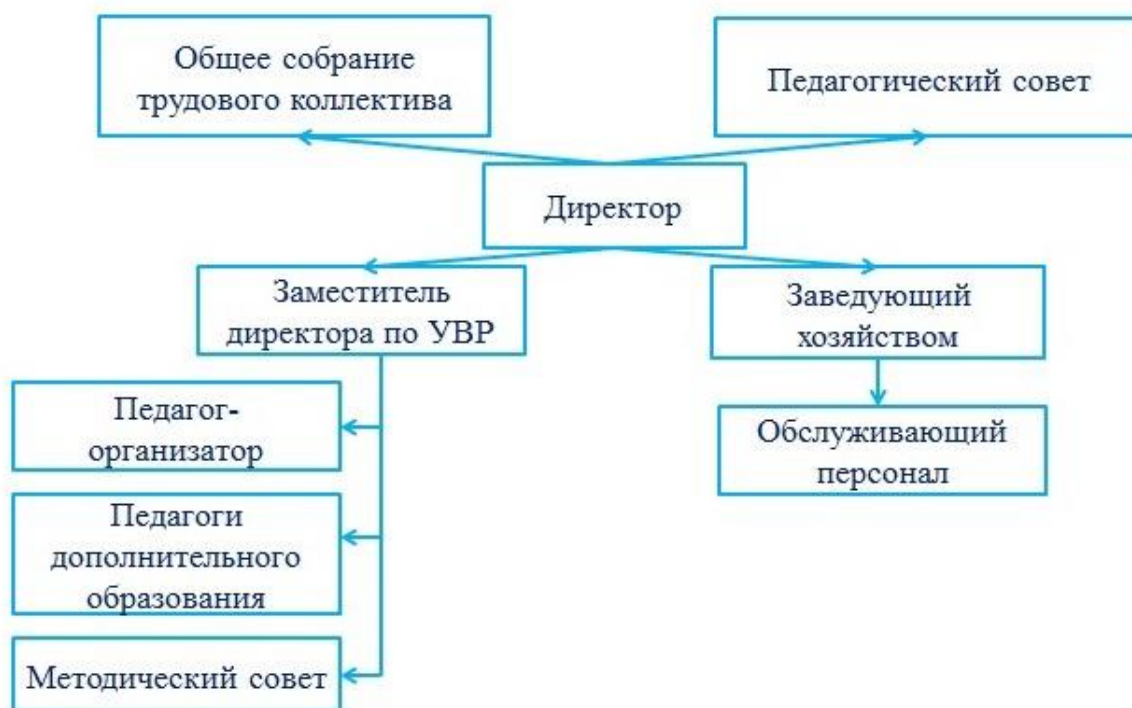 Общее собрание
трудового коллектива
Педагогический совет
Директор
Заместитель
директора по УВР
Заведующий
хозяйством
Педагог-
организатор
Обслуживающий
персонал
Педагоги
дополнительного
образования
Методический совет